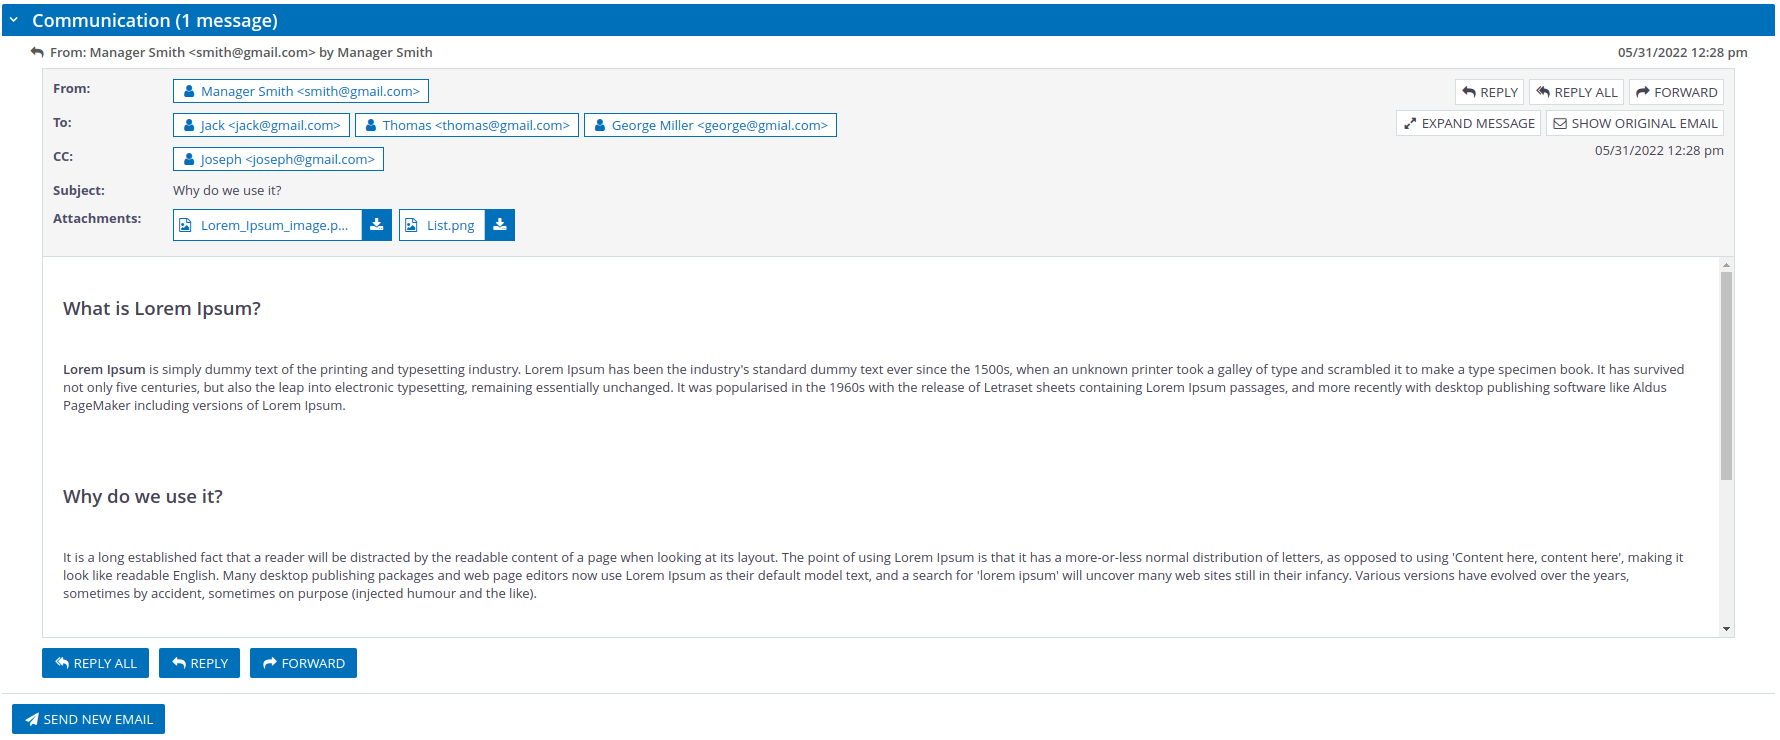 Communication (1 message)
From: Manager Smith <smith@gmail.com> by Manager Smith 05/31/2022 12:28 pm
From: Manager Smith <smith@gmail.com> REPLY REPLY ALL FORWARD
To: Jack <jack@gmail.com> Thomas <thomas@gmail.com> George Miller <george@gmial.com> EXPAND MESSAGE SHOW ORIGINAL EMAIL
CC: Joseph <joseph@gmail.com> 05/31/2022 12:28 pm
Subject: Why do we use it?
Attachments: Lorem_Ipsum_image.p... List.png
What is Lorem Ipsum?
Lorem Ipsum is simply dummy text of the printing and typesetting industry. Lorem Ipsum has been the industry's standard dummy text ever since the 1500s, when an unknown printer took a galley of type and scrambled it to make a type specimen book. It has survived
not only five centuries, but also the leap into electronic typesetting, remaining essentially unchanged. It was popularised in the 1960s with the release of Letraset sheets containing Lorem Ipsum passages, and more recently with desktop publishing software like Aldus
PageMaker including versions of Lorem Ipsum.
Why do we use it?
It is a long established fact that a reader will be distracted by the readable content of a page when looking at its layout. The point of using Lorem Ipsum is that it has a more-or-less normal distribution of letters, as opposed to using 'Content here, content here', making it
look like readable English. Many desktop publishing packages and web page editors now use Lorem Ipsum as their default model text, and a search for 'lorem ipsum' will uncover many web sites still in their infancy. Various versions have evolved over the years,
sometimes by accident, sometimes on purpose (injected humour and the like).
REPLY ALL REPLY FORWARD
SEND NEW EMAIL